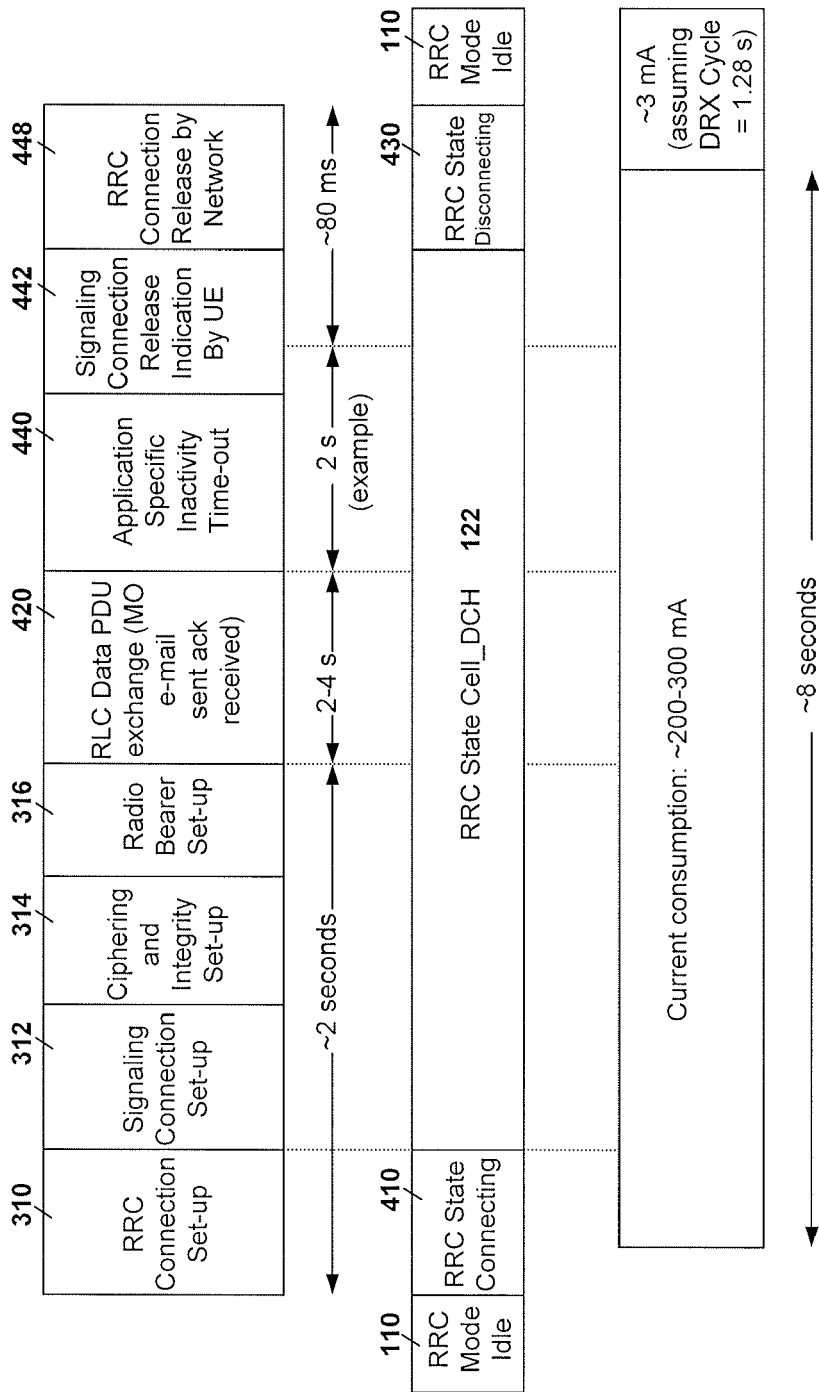 310
RRC
Connection
Set-up
312
Signaling
Connection
Set-up
314
Ciphering
and
Integrity
Set-up
316
Radio
Bearer
Set-up
420
RLC Data PDU
exchange (MO
e-mail
sent ack
received)
440
Application
Specific
Inactivity
Time-out
442
Signaling
Connection
Release
Indication
By UE
448
RRC
Connection
Release by
Network
~2 seconds
2-4 s
2 s
(example)
~80 ms
110
RRC
Mode
Idle
410
RRC State
Connecting
RRC State Cell_DCH 122
430
RRC State
Disconnecting
110
RRC
Mode
Idle
Current consumption: ~200-300 mA
~3 mA
(assuming
DRX Cycle
= 1.28 s)
~8 seconds